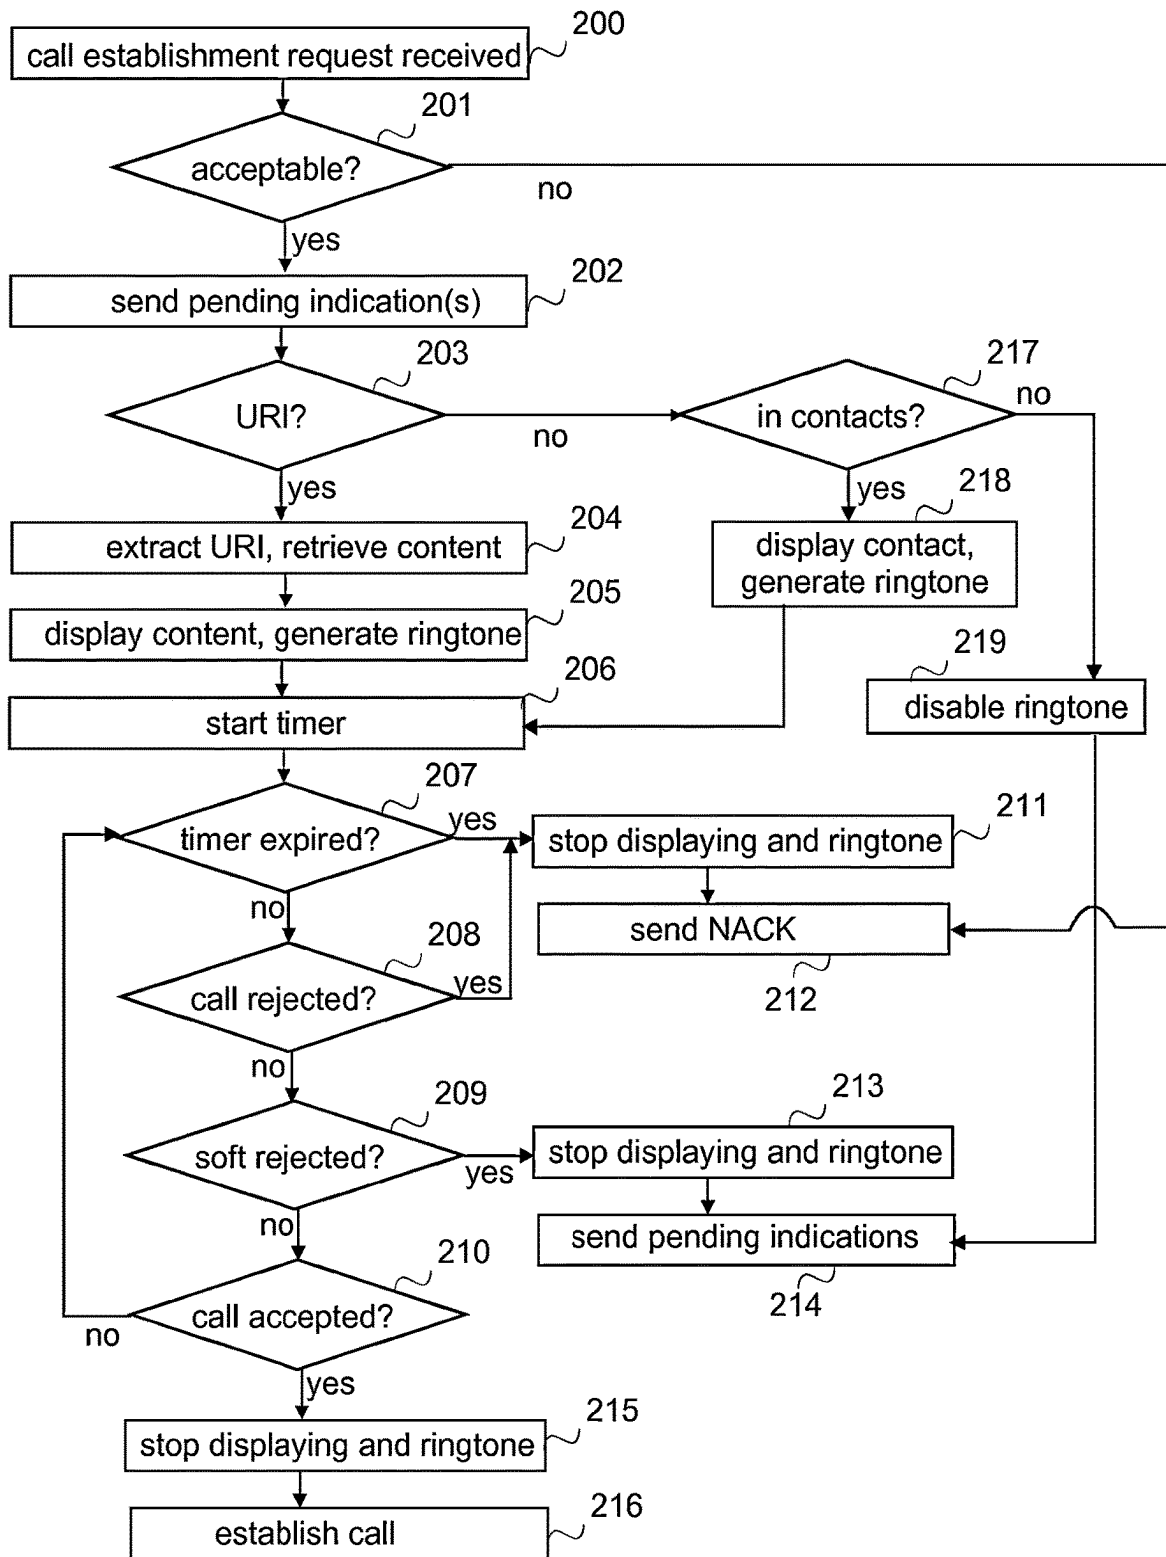 200
call establishment request received
201
acceptable?
no
yes
202
send pending indication(s)
203
URI?
no
yes
217
in contacts?
no
yes
204
extract URI, retrieve content
218
display contact,
generate ringtone
205
display content, generate ringtone
206
start timer
219
disable ringtone
207
timer expired?
yes
no
211
stop displaying and ringtone
send NACK
212
208
call rejected?
yes
no
209
soft rejected?
yes
no
213
stop displaying and ringtone
send pending indications
214
210
call accepted?
no
yes
215
stop displaying and ringtone
216
establish call